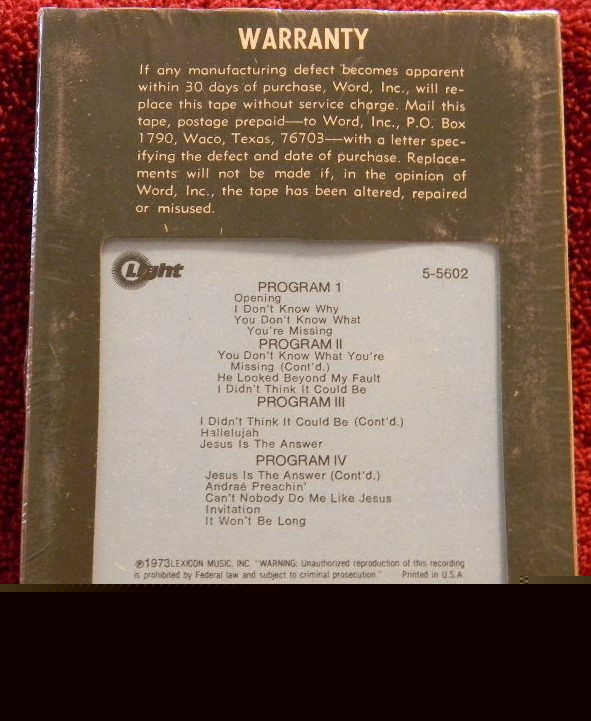 WARRANTY
If any manufacturing defect becomes apparent
within 30 days of purchase, Word, Inc., will re-
place this tape without service charge. Mail this
tape, postage prepaid—to Word, Inc., P.O. Box
1790, Waco, Texas, 76703—with a letter spec-
ifying the defect and date of purchase. Replace-
ments will not be made if, in the opinion of
Word, Inc., the tape has been altered, repaired
or misused.
Light
5-5602
PROGRAM 1
Opening
I Don't Know Why
You Don't Know What
You're Missing
PROGRAM II
You Don't Know What You're
Missing (Cont'd.)
He Looked Beyond My Fault
I Didn't Think It Could Be
PROGRAM III
I Didn't Think It Could Be (Cont'd.)
Hallelujah
Jesus Is The Answer
PROGRAM IV
Jesus Is The Answer (Cont'd.)
Andraé Preachin'
Can't Nobody Do Me Like Jesus
Invitation
It Won't Be Long
℗1973 LEXICON MUSIC, INC. "WARNING: Unauthorized reproduction of this recording
is prohibited by Federal law and subject to criminal prosecution." Printed in U.S.A.